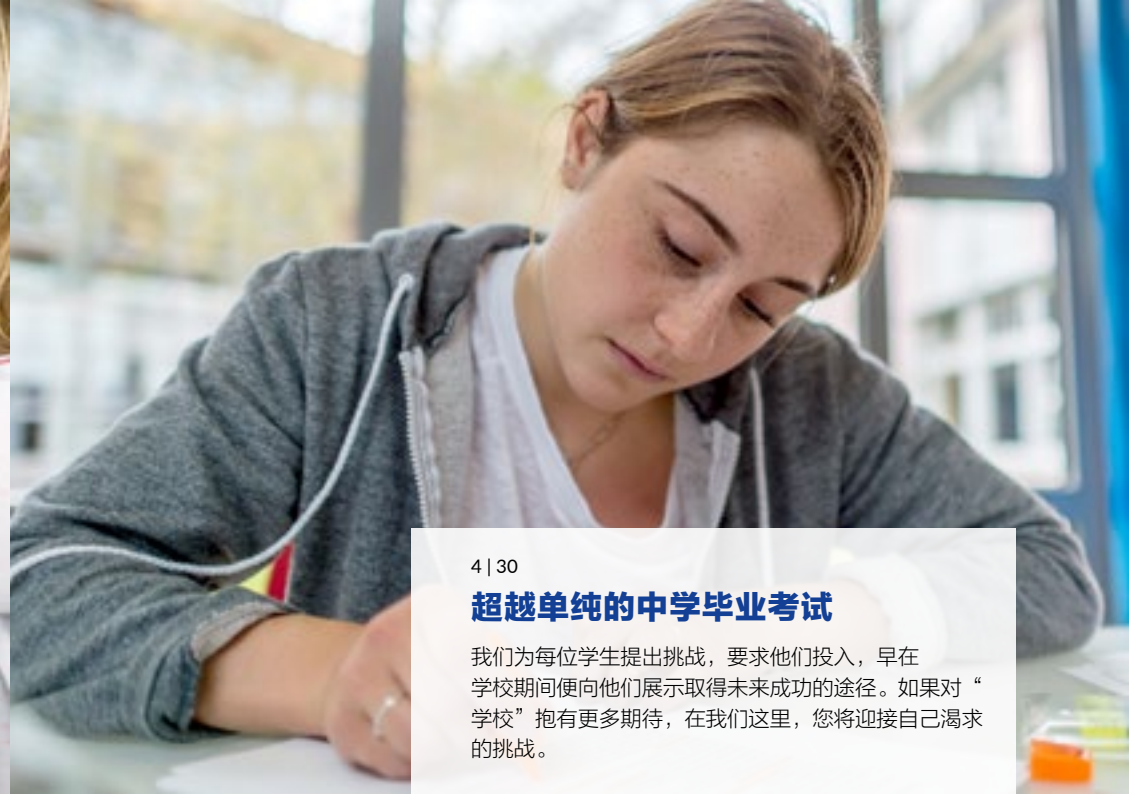 4 | 30
超越单纯的中学毕业考试
我们为每位学生提出挑战，要求他们投入，早在
学校期间便向他们展示取得未来成功的途径。如果对“
学校”抱有更多期待，在我们这里，您将迎接自己渴求
的挑战。